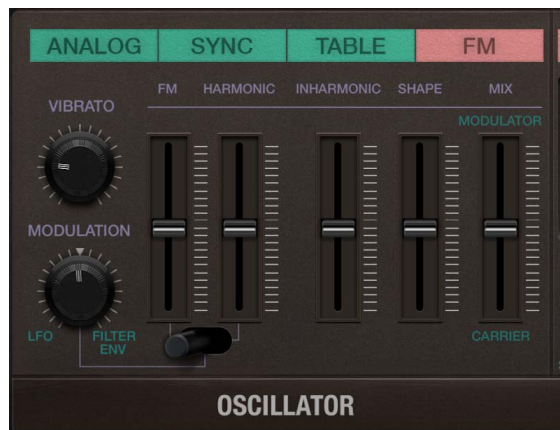 ANALOG SYNC TABLE FM
FM HARMONIC INHARMONIC SHAPE MIX
VIBRATO
MODULATOR
MODULATION
LFO FILTER ENV
CARRIER
OSCILLATOR